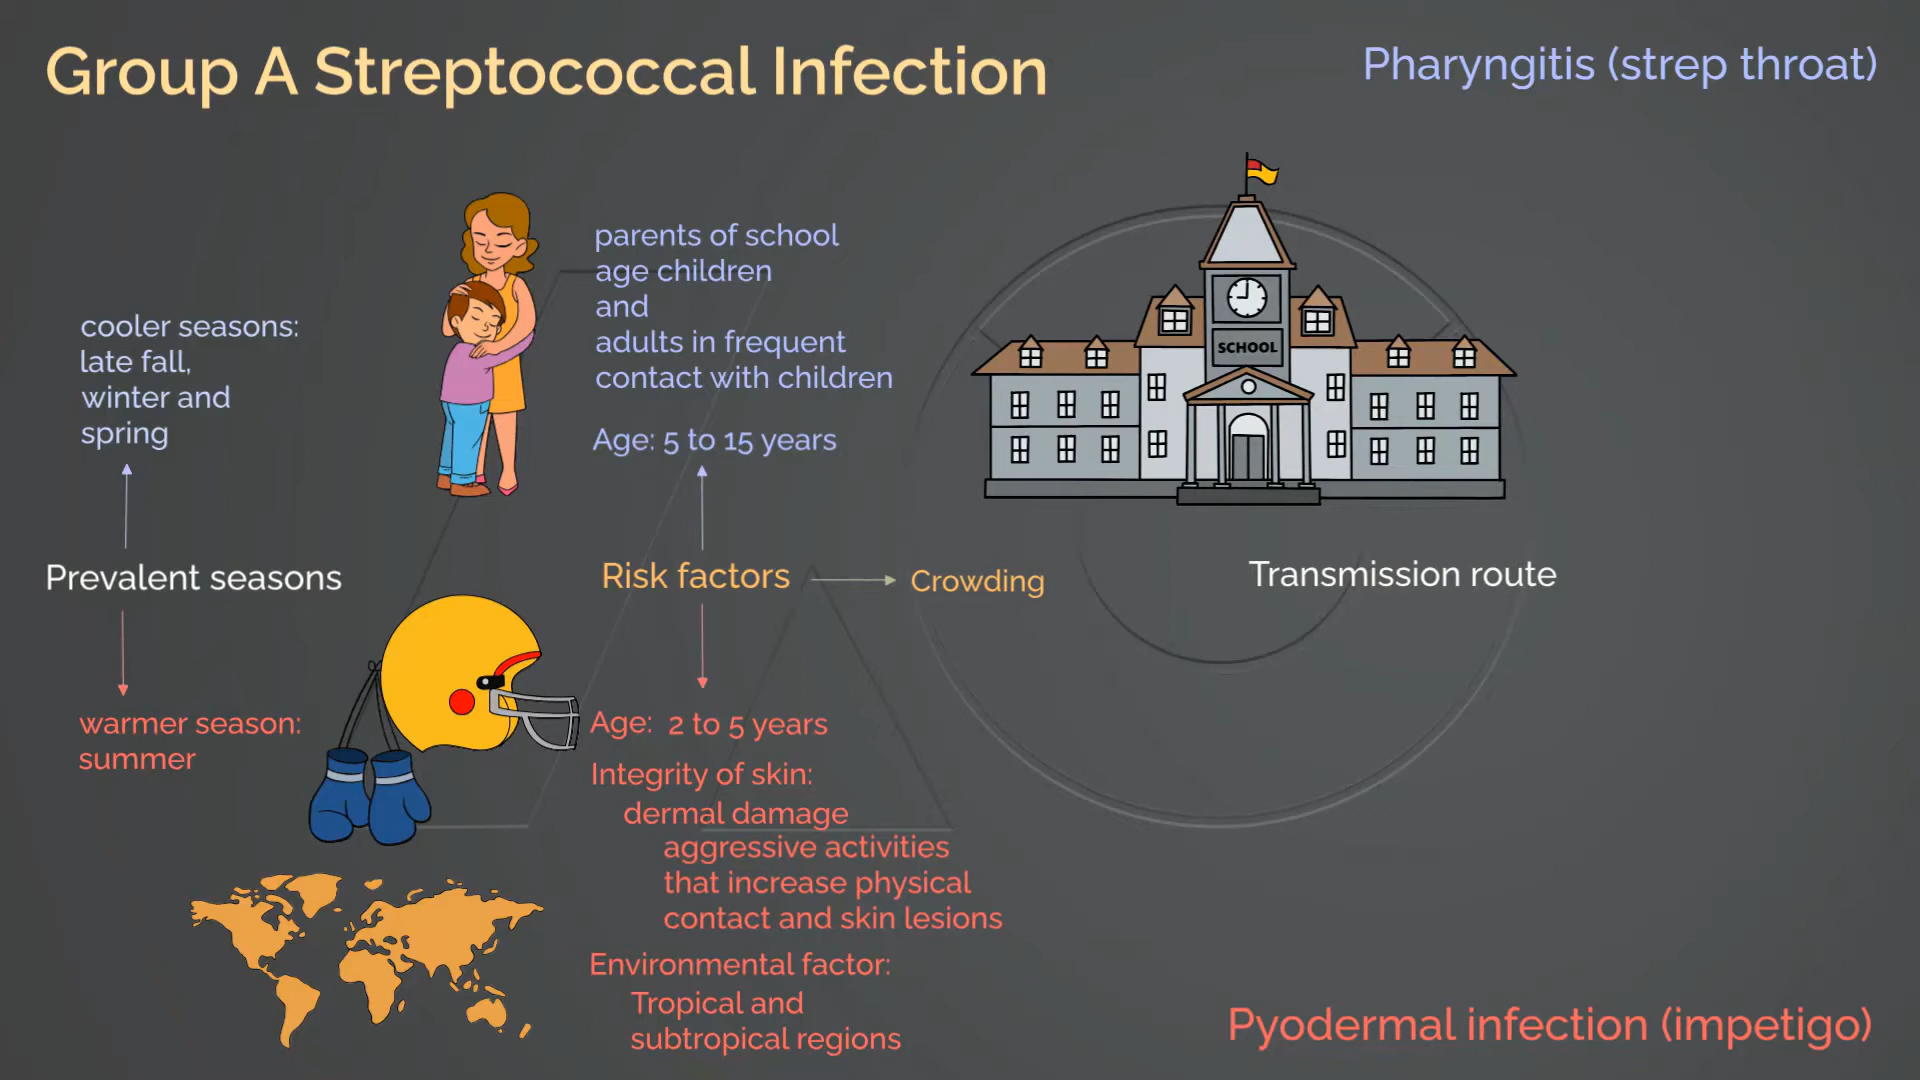 Group A Streptococcal Infection
Pharyngitis (strep throat)
parents of school
age children
and
adults in frequent
contact with children
Age: 5 to 15 years
cooler seasons:
late fall,
winter and
spring
SCHOOL
Prevalent seasons
Risk factors
Crowding
Transmission route
warmer season:
summer
Age: 2 to 5 years
Integrity of skin:
dermal damage
aggressive activities
that increase physical
contact and skin lesions
Environmental factor:
Tropical and
subtropical regions
Pyodermal infection (impetigo)